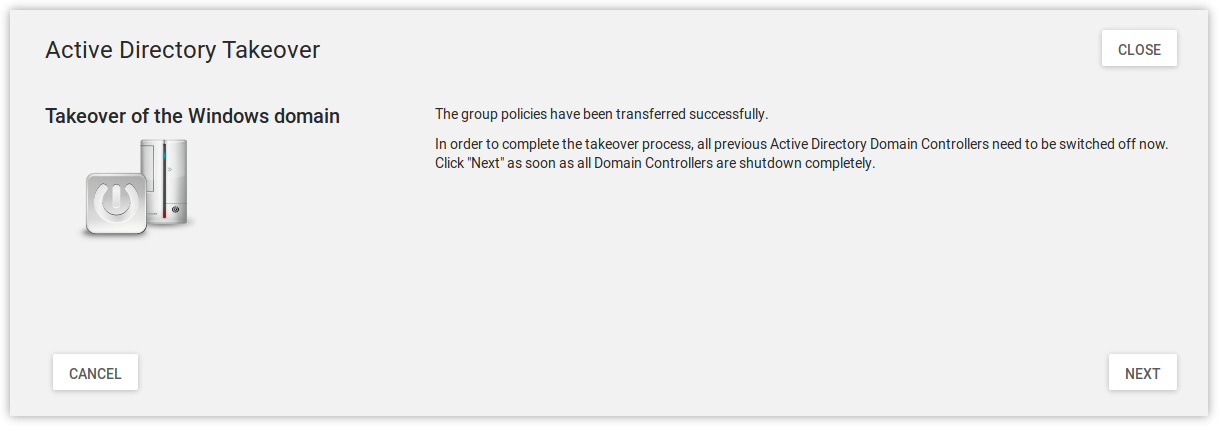 Active Directory Takeover
CLOSE
Takeover of the Windows domain
The group policies have been transferred successfully.
In order to complete the takeover process, all previous Active Directory Domain Controllers need to be switched off now.
Click "Next" as soon as all Domain Controllers are shutdown completely.
CANCEL
NEXT